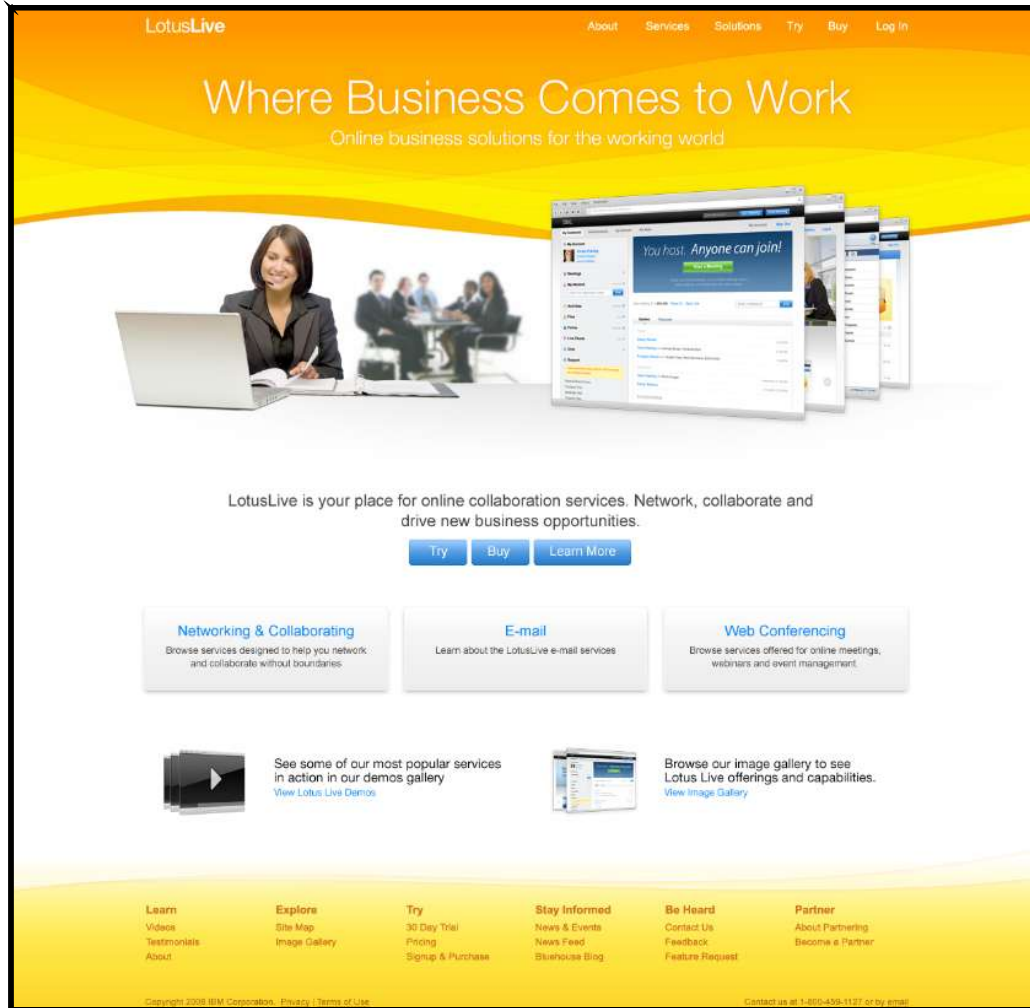 LotusLive
About Services Solutions Try Buy Log In
Where Business Comes to Work
Online business solutions for the working world
You host. Anyone can join!
Start a Meeting
LotusLive is your place for online collaboration services. Network, collaborate and
drive new business opportunities.
Try Buy Learn More
Networking & Collaborating
Browse services designed to help you network
and collaborate without boundaries
E-mail
Learn about the LotusLive e-mail services
Web Conferencing
Browse services offered for online meetings,
webinars and event management
See some of our most popular services
in action in our demos gallery
View Lotus Live Demos
Browse our image gallery to see
Lotus Live offerings and capabilities.
View Image Gallery
Learn
Videos
Testimonials
About
Explore
Site Map
Image Gallery
Try
30 Day Trial
Pricing
Signup & Purchase
Stay Informed
News & Events
News Feed
Bluehouse Blog
Be Heard
Contact Us
Feedback
Feature Request
Partner
About Partnering
Become a Partner
Copyright 2008 IBM Corporation. Privacy | Terms of Use
Contact us at 1-800-459-1127 or by email